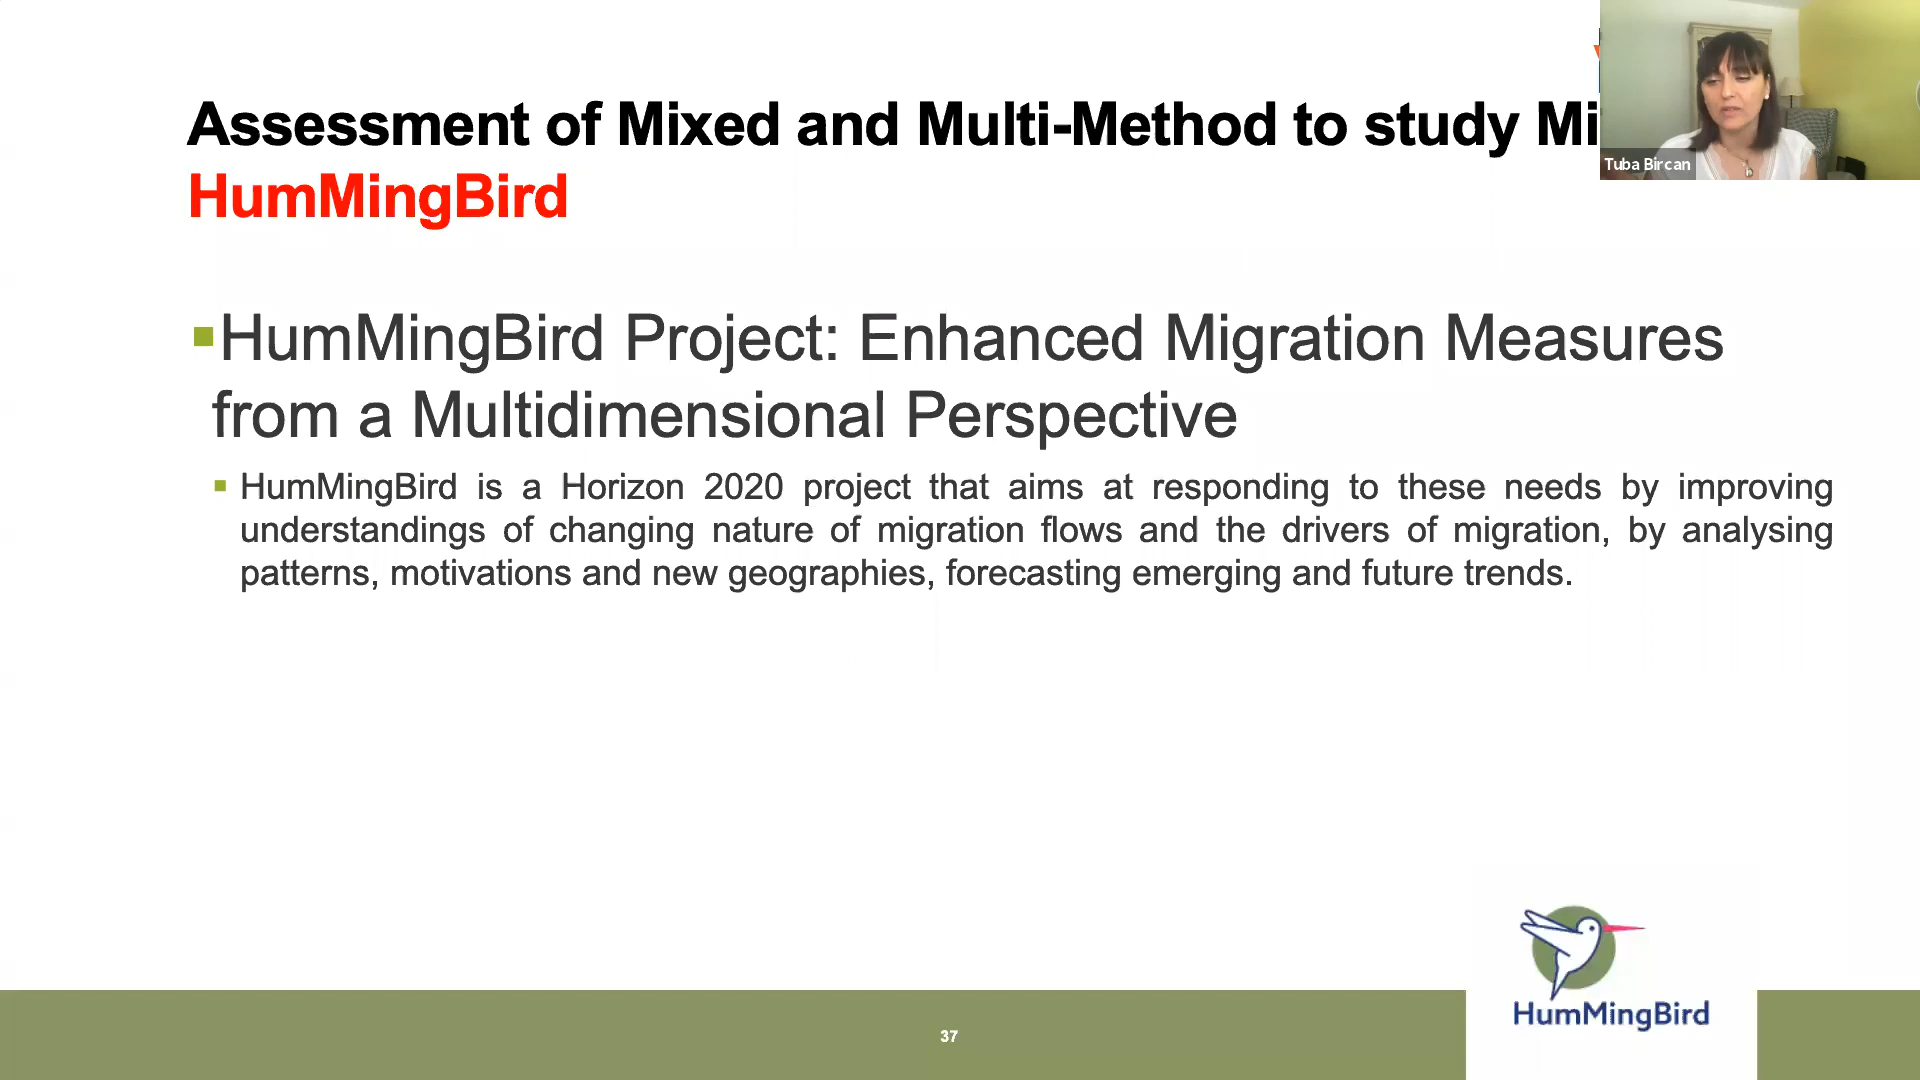 Assessment of Mixed and Multi-Method to study Mi
HumMingBird
Tuba Bircan
▪HumMingBird Project: Enhanced Migration Measures
from a Multidimensional Perspective
▪ HumMingBird is a Horizon 2020 project that aims at responding to these needs by improving
understandings of changing nature of migration flows and the drivers of migration, by analysing
patterns, motivations and new geographies, forecasting emerging and future trends.
HumMingBird
37